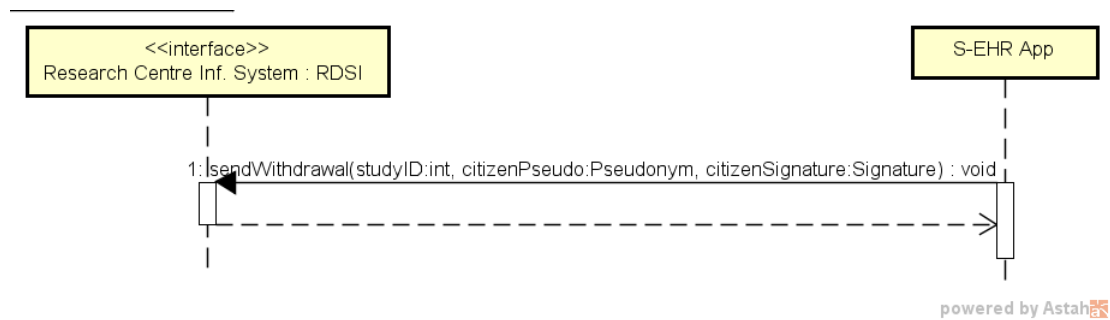 <<interface>>
Research Centre Inf. System : RDSI
S-EHR App
1: sendWithdrawal(studyID:int, citizenPseudo:Pseudonym, citizenSignature:Signature) : void
powered by Astah